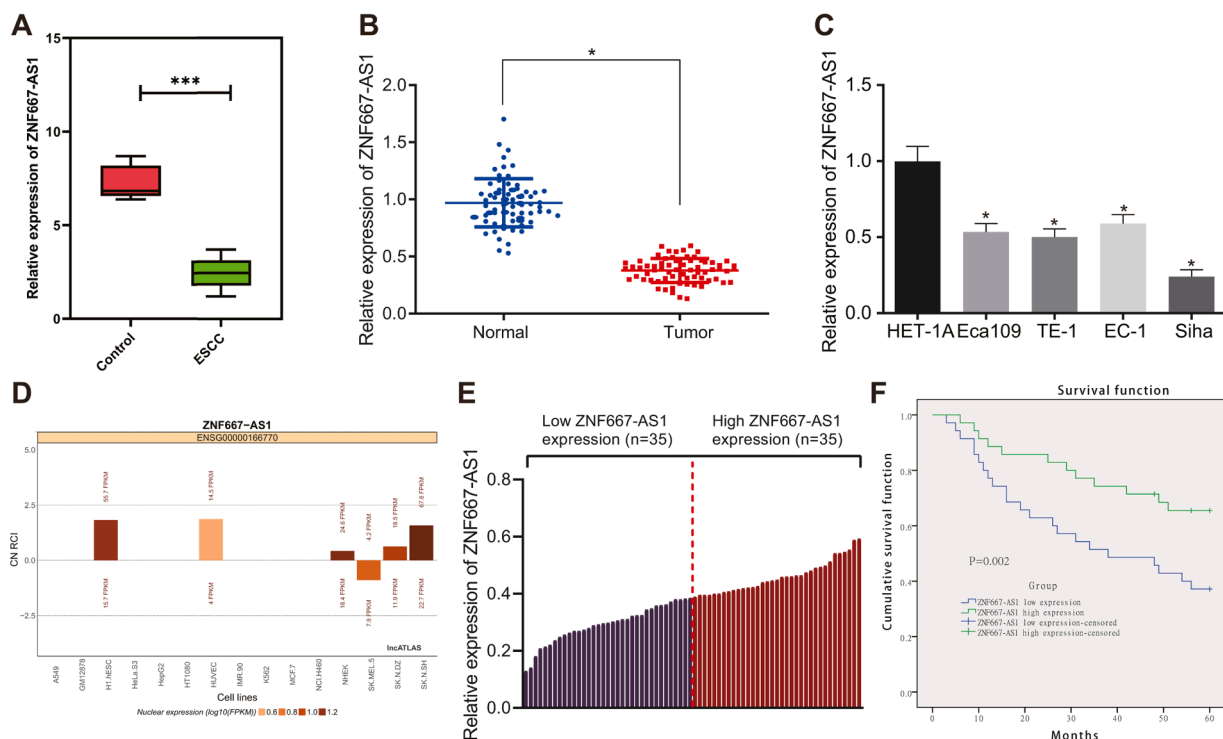 A
Relative expression of ZNF667-AS1
15
10
5
0
***
Control
ESCC
B
Relative expression of ZNF667-AS1
2.0
1.5
1.0
0.5
0.0
*
Normal
Tumor
C
Relative expression of ZNF667-AS1
1.5
1.0
0.5
0.0
*
*
*
*
HET-1A
Eca109
TE-1
EC-1
Siha
D
ZNF667−AS1
ENSG00000166770
CN RCI
5.0
2.5
0.0
−2.5
55.7 FPKM
14.5 FPKM
24.6 FPKM
4.2 FPKM
18.5 FPKM
67.8 FPKM
15.7 FPKM
4 FPKM
18.4 FPKM
7.9 FPKM
11.9 FPKM
22.7 FPKM
lncATLAS
A549
GM12878
H1.hESC
HeLa.S3
HepG2
HT1080
HUVEC
IMR.90
K562
MCF.7
NCI.H460
NHEK
SK.MEL.5
SK.N.DZ
SK.N.SH
Cell lines
Nuclear expression (log10(FPKM)) 0.6 0.8 1.0 1.2
E
Low ZNF667-AS1 expression (n=35)
High ZNF667-AS1 expression (n=35)
Relative expression of ZNF667-AS1
0.8
0.6
0.4
0.2
0.0
F
Survival function
Cumulative survival function
1.0
0.8
0.6
0.4
0.2
0.0
P=0.002
Group
ZNF667-AS1 low expression
ZNF667-AS1 high expression
ZNF667-AS1 low expression-censored
ZNF667-AS1 high expression-censored
0 10 20 30 40 50 60
Months